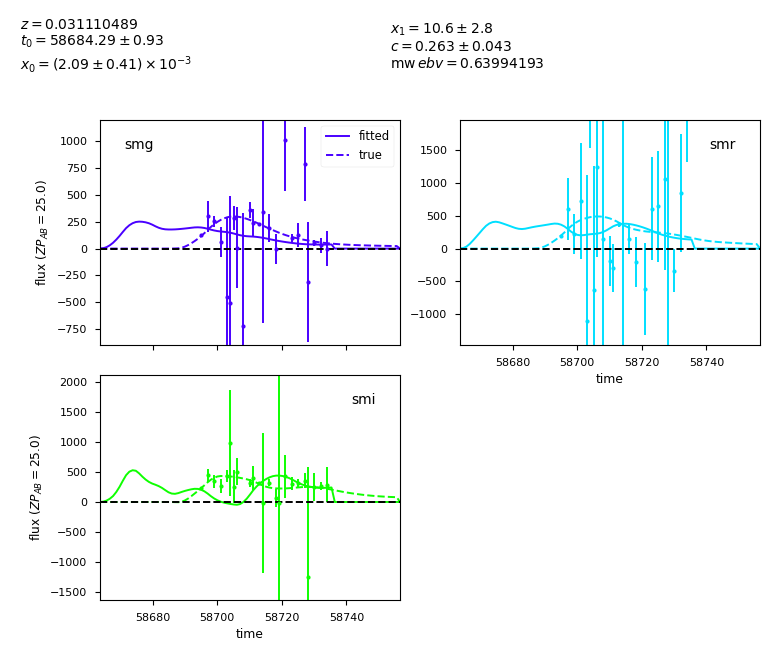 z = 0.031110489
t₀ = 58684.29 ± 0.93
x₀ = (2.09 ± 0.41) × 10⁻³
x₁ = 10.6 ± 2.8
c = 0.263 ± 0.043
mwebv = 0.63994193
smg
fitted
true
1000
750
500
250
0
−250
−500
−750
flux (ZP_AB = 25.0)
smr
1500
1000
500
0
−500
−1000
58680 58700 58720 58740
time
smi
2000
1500
1000
500
0
−500
−1000
−1500
flux (ZP_AB = 25.0)
58680 58700 58720 58740
time